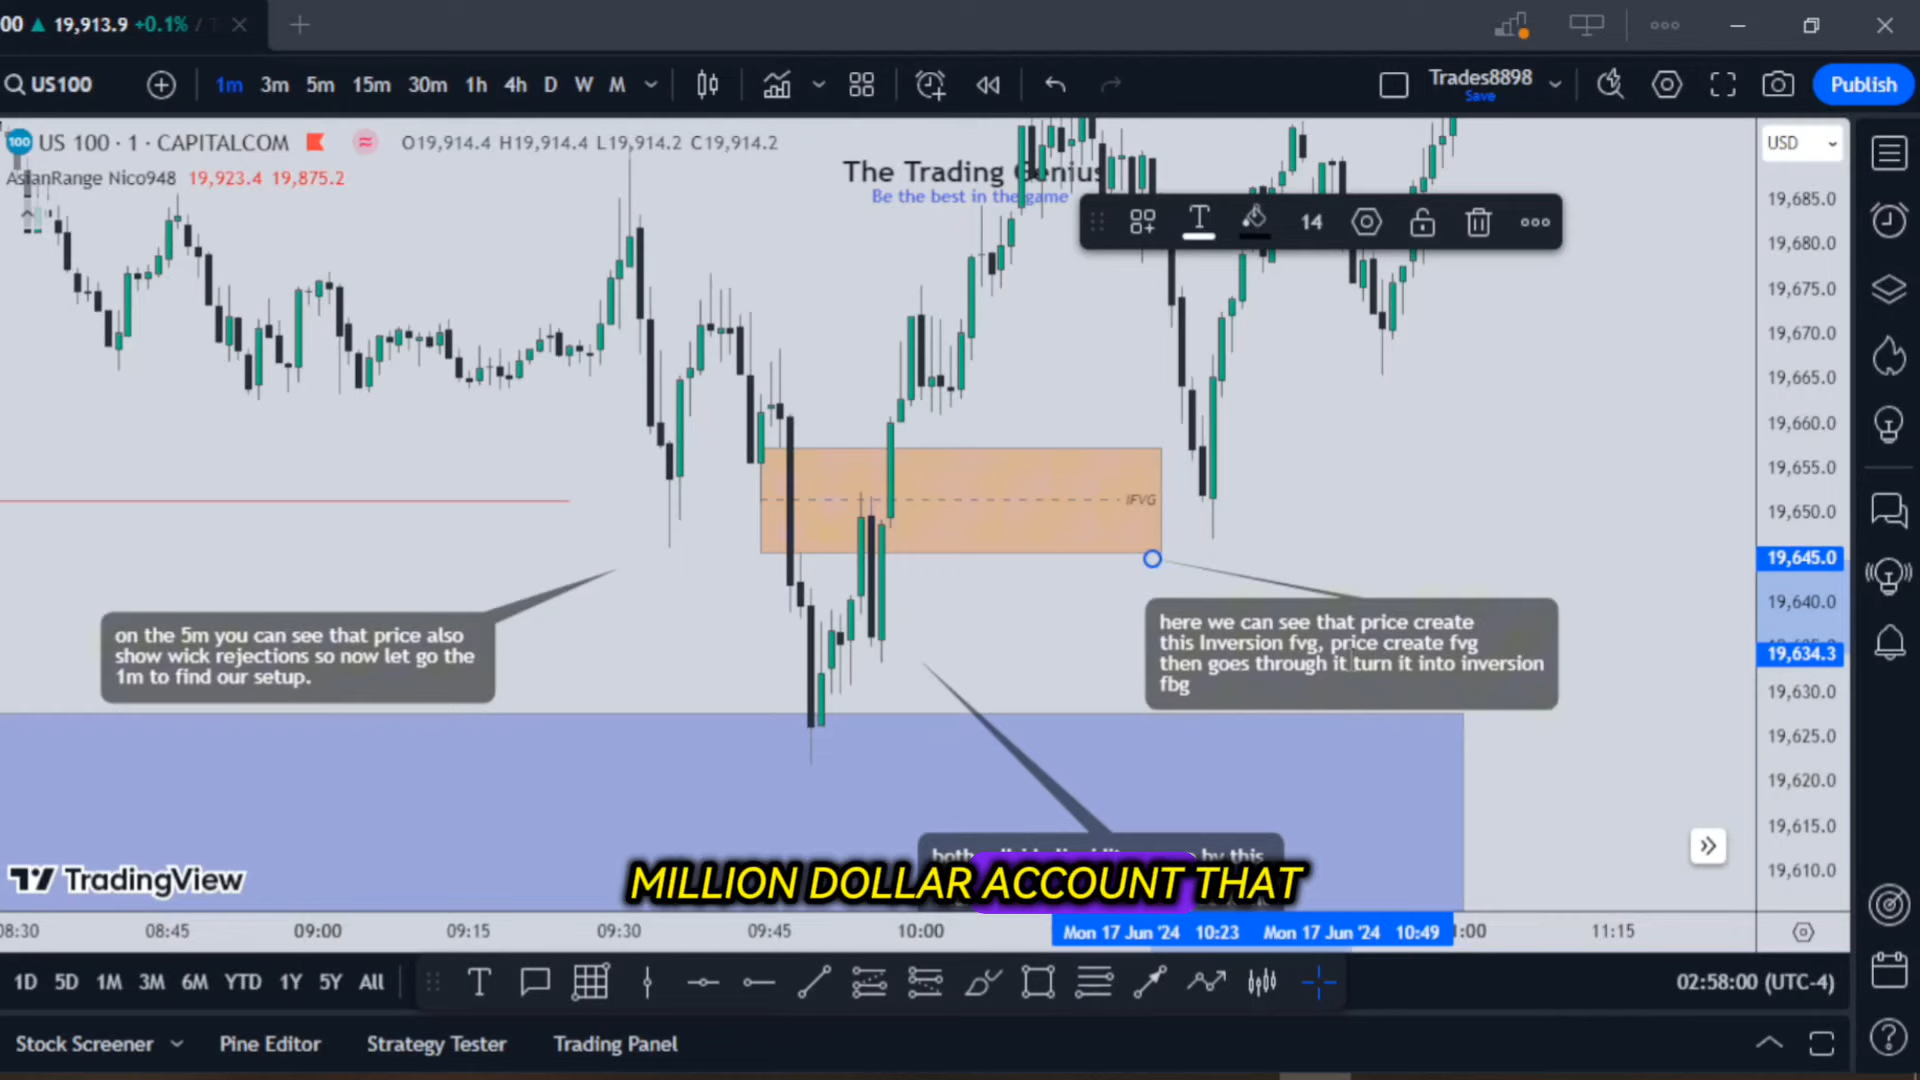 00 ▲ 19,913.9 +0.1% /
US100
1m 3m 5m 15m 30m 1h 4h D W M
Trades8898
Save
Publish
100 US 100 · 1 · CAPITALCOM
O19,914.4 H19,914.4 L19,914.2 C19,914.2
AsianRange Nico948 19,923.4 19,875.2
The Trading Genius
Be the best in the game
14
USD
19,685.0
19,680.0
19,675.0
19,670.0
19,665.0
19,660.0
19,655.0
19,650.0
19,645.0
19,640.0
19,634.3
19,630.0
19,625.0
19,620.0
19,615.0
19,610.0
IFVG
on the 5m you can see that price also
show wick rejections so now let go the
1m to find our setup.
here we can see that price create
this Inversion fvg, price create fvg
then goes through it turn it into inversion
fbg
both by this
MILLION DOLLAR ACCOUNT THAT
TradingView
08:30 08:45 09:00 09:15 09:30 09:45 10:00 Mon 17 Jun '24 10:23 Mon 17 Jun '24 10:49 :00 11:15
1D 5D 1M 3M 6M YTD 1Y 5Y All
02:58:00 (UTC-4)
Stock Screener Pine Editor Strategy Tester Trading Panel